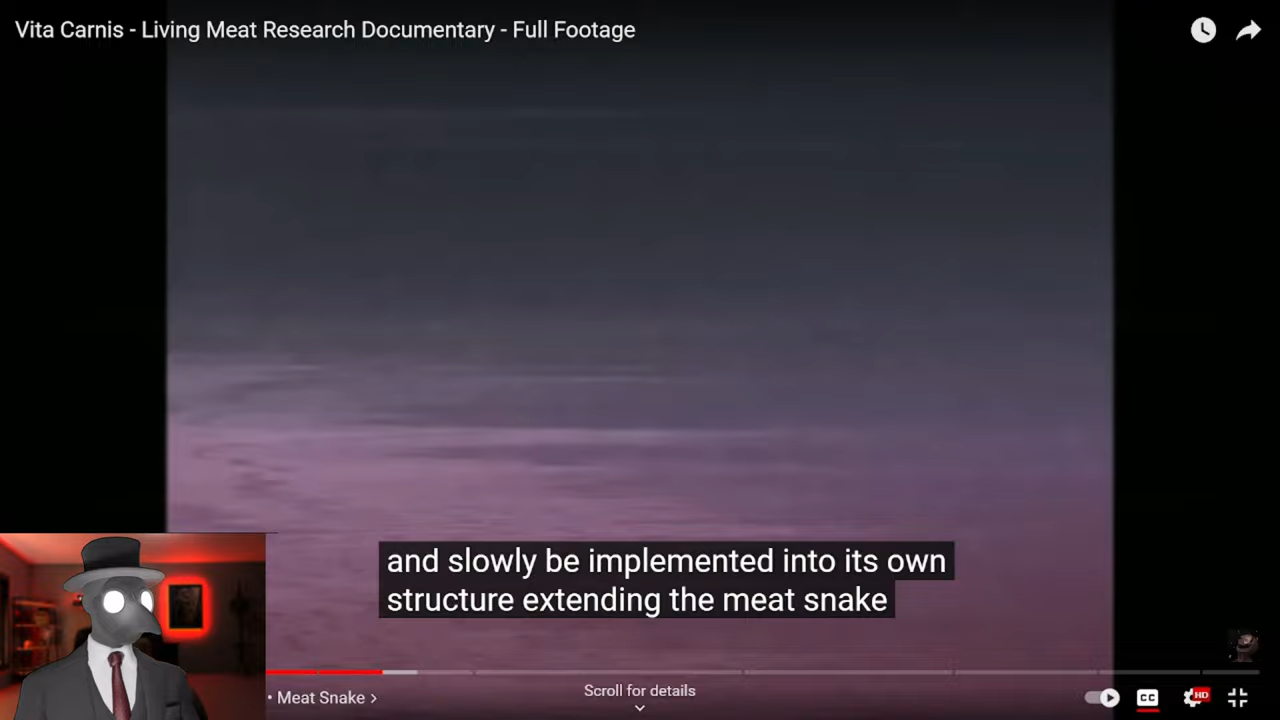 Vita Carnis - Living Meat Research Documentary - Full Footage
and slowly be implemented into its own
structure extending the meat snake
• Meat Snake >
Scroll for details
CC
HD